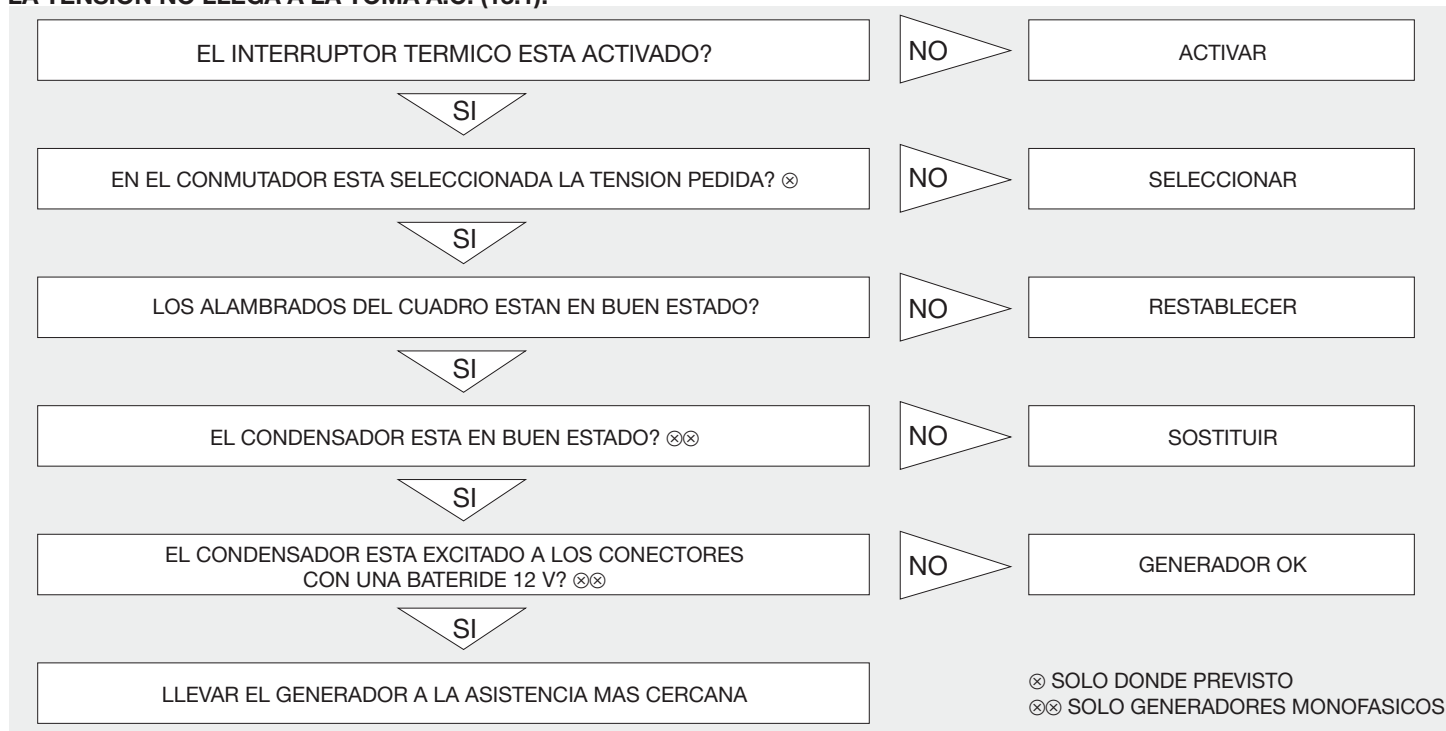 LA TENSION NO LLEGA A LA TOMA A.C. (16.1).
EL INTERRUPTOR TERMICO ESTA ACTIVADO?
NO
ACTIVAR
SI
EN EL CONMUTADOR ESTA SELECCIONADA LA TENSION PEDIDA? ⊗
NO
SELECCIONAR
SI
LOS ALAMBRADOS DEL CUADRO ESTAN EN BUEN ESTADO?
NO
RESTABLECER
SI
EL CONDENSADOR ESTA EN BUEN ESTADO? ⊗⊗
NO
SOSTITUIR
SI
EL CONDENSADOR ESTA EXCITADO A LOS CONECTORES
CON UNA BATERIDE 12 V? ⊗⊗
NO
GENERADOR OK
SI
LLEVAR EL GENERADOR A LA ASISTENCIA MAS CERCANA
⊗ SOLO DONDE PREVISTO
⊗⊗ SOLO GENERADORES MONOFASICOS